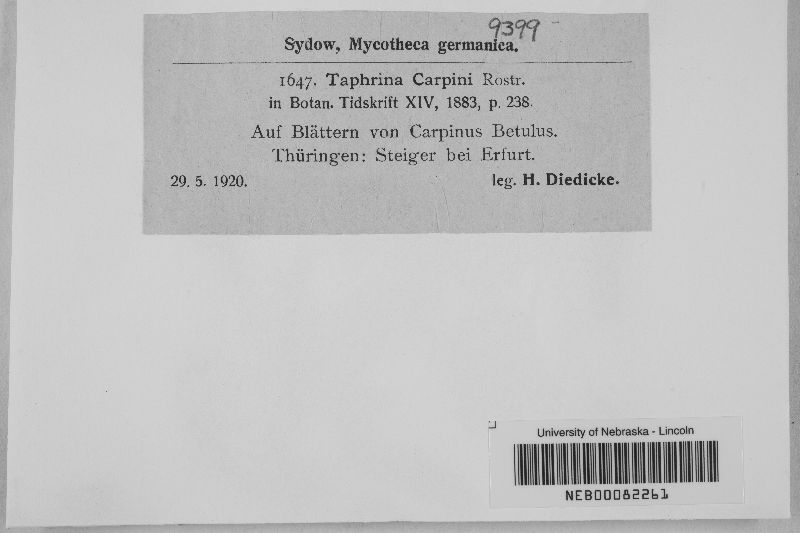 9399
Sydow, Mycotheca germanica.
1647. Taphrina Carpini Rostr.
in Botan. Tidskrift XIV, 1883, p. 238.
Auf Blättern von Carpinus Betulus.
Thüringen: Steiger bei Erfurt.
29. 5. 1920. leg. H. Diedicke.
University of Nebraska - Lincoln
NEB00082261